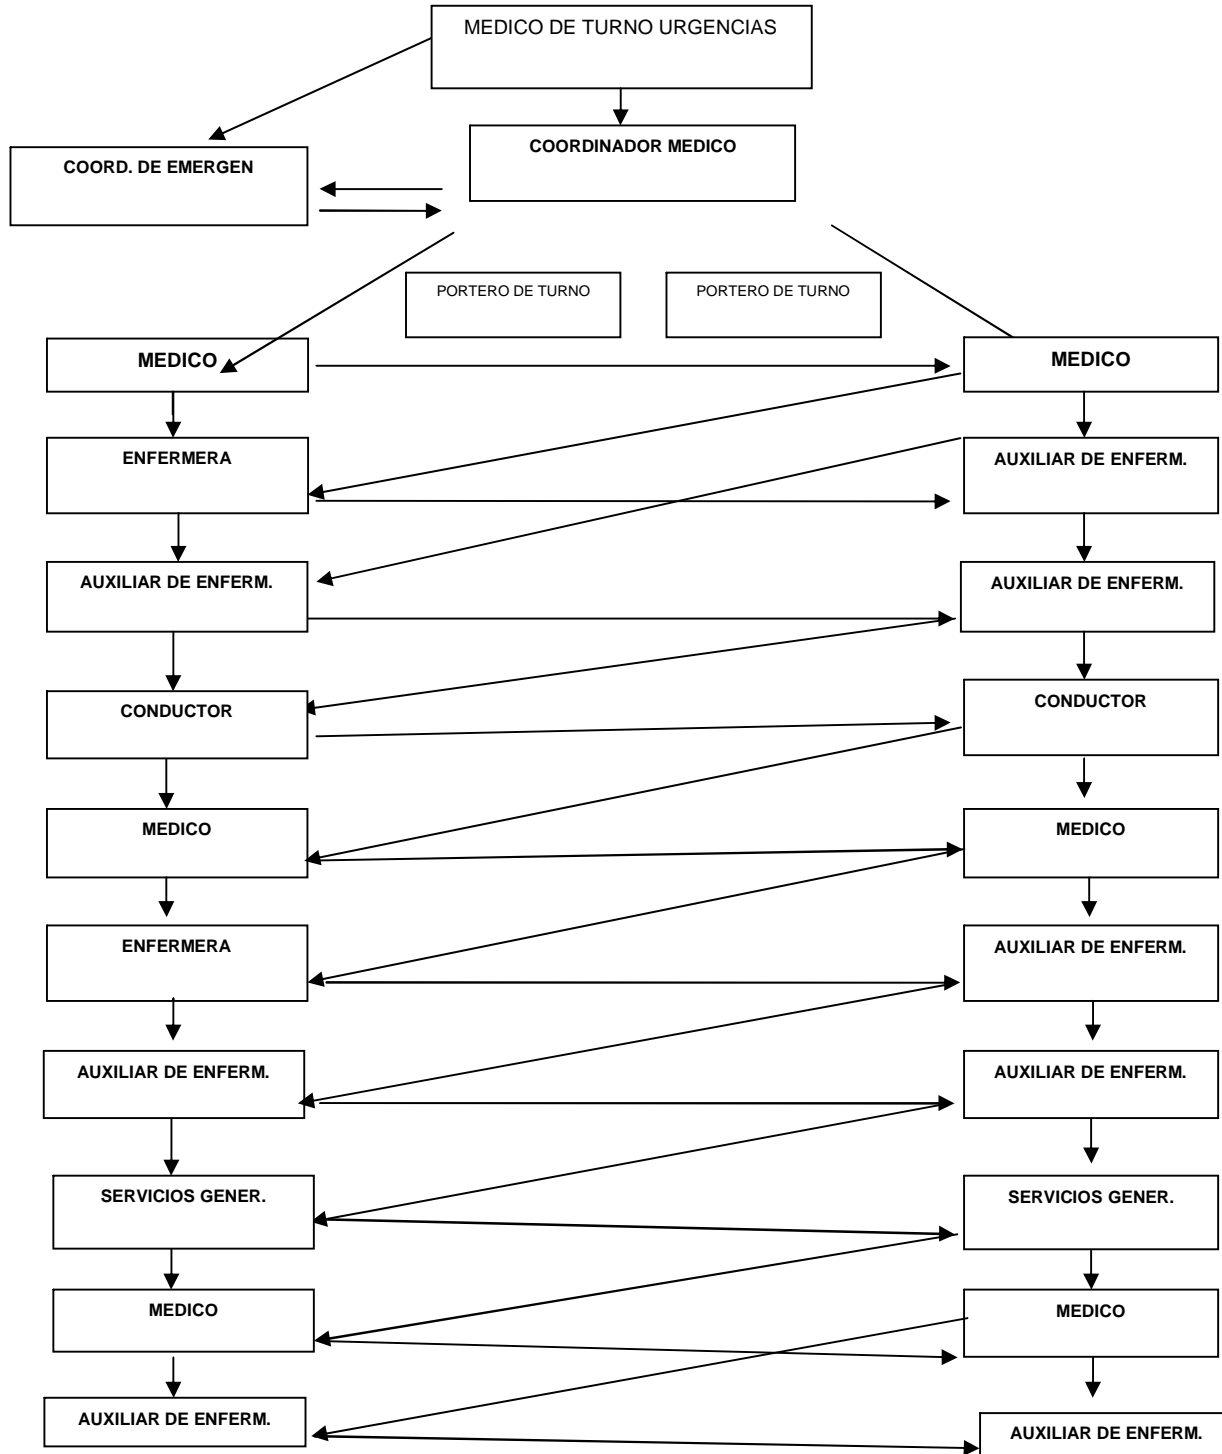 MEDICO DE TURNO URGENCIAS
COORDINADOR MEDICO
COORD. DE EMERGEN
PORTERO DE TURNO
PORTERO DE TURNO
MEDICO
MEDICO
ENFERMERA
AUXILIAR DE ENFERM.
AUXILIAR DE ENFERM.
AUXILIAR DE ENFERM.
CONDUCTOR
CONDUCTOR
MEDICO
MEDICO
ENFERMERA
AUXILIAR DE ENFERM.
AUXILIAR DE ENFERM.
AUXILIAR DE ENFERM.
SERVICIOS GENER.
SERVICIOS GENER.
MEDICO
MEDICO
AUXILIAR DE ENFERM.
AUXILIAR DE ENFERM.